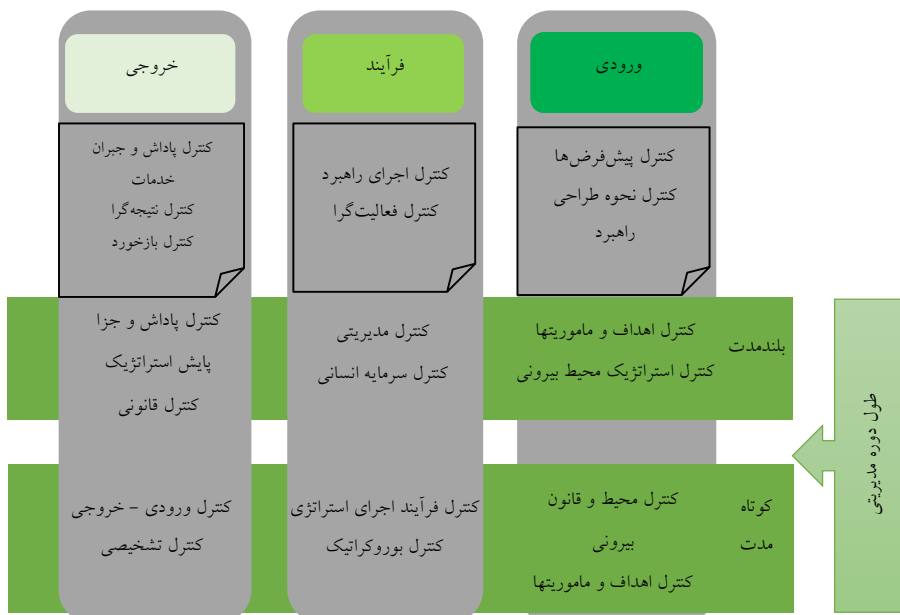 ورودی
فرآیند
خروجی
کنترل پیش‌فرض‌ها
کنترل نحوه طراحی
راهبرد
کنترل اجرای راهبرد
کنترل فعالیت‌گرا
کنترل پاداش و جبران
خدمات
کنترل نتیجه‌گرا
کنترل بازخورد
بلندمدت
کنترل اهداف و ماموریتها
کنترل استراتژیک محیط بیرونی
کنترل مدیریتی
کنترل سرمایه انسانی
کنترل پاداش و جزا
پایش استراتژیک
کنترل قانونی
کوتاه
مدت
کنترل محیط و قانون
بیرونی
کنترل اهداف و ماموریتها
کنترل فرآیند اجرای استراتژی
کنترل بوروکراتیک
کنترل ورودی - خروجی
کنترل تشخیصی
طول دوره مدیریتی